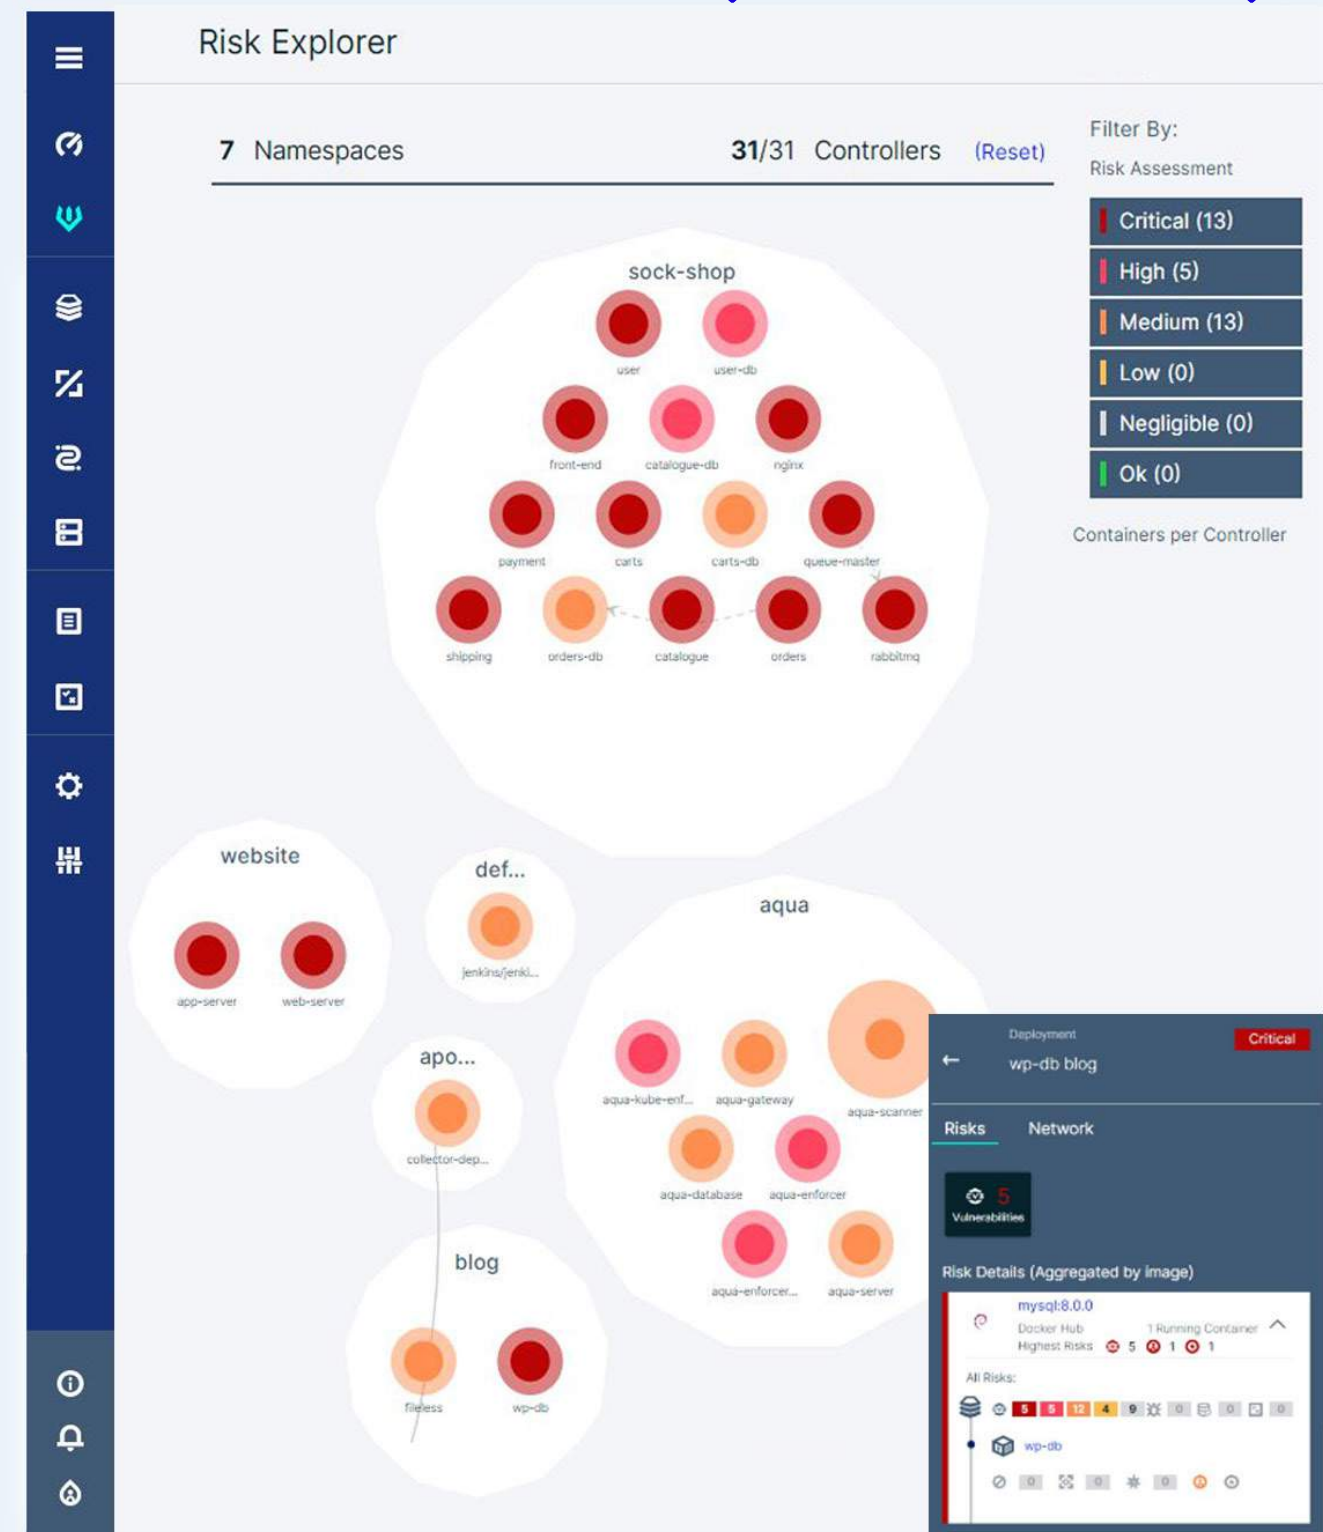 Risk Explorer
7 Namespaces
31/31 Controllers (Reset)
Filter By:
Risk Assessment
Critical (13)
High (5)
Medium (13)
Low (0)
Negligible (0)
Ok (0)
Containers per Controller
sock-shop
user
user-db
front-end
catalogue-db
nginx
payment
carts
carts-db
queue-master
shipping
orders-db
catalogue
orders
rabbitmq
website
app-server
web-server
def...
jenkins/jenki...
apo...
collector-dep...
aqua
aqua-kube-enf...
aqua-gateway
aqua-scanner
aqua-database
aqua-enforcer
aqua-enforcer...
aqua-server
blog
fileless
wp-db
Deployment
Critical
wp-db blog
Risks Network
5
Vulnerabilities
Risk Details (Aggregated by image)
mysql:8.0.0
Docker Hub 1 Running Container
Highest Risks 5 1 1
All Risks:
5 5 12 4 9 0 0 0
wp-db
0 0 0